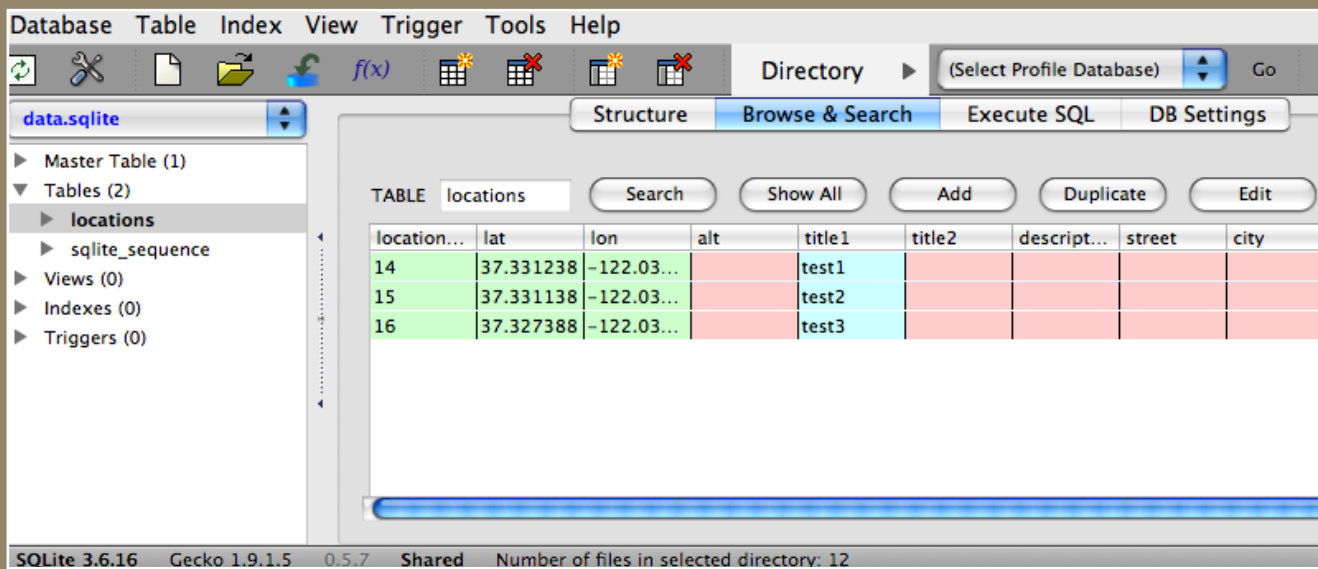 Database Table Index View Trigger Tools Help
f(x) Directory (Select Profile Database) Go
data.sqlite
Structure Browse & Search Execute SQL DB Settings
Master Table (1)
Tables (2)
locations
sqlite_sequence
Views (0)
Indexes (0)
Triggers (0)
TABLE locations Search Show All Add Duplicate Edit
location... lat lon alt title1 title2 descript... street city
14 37.331238 -122.03... test1
15 37.331138 -122.03... test2
16 37.327388 -122.03... test3
SQLite 3.6.16 Gecko 1.9.1.5 0.5.7 Shared Number of files in selected directory: 12